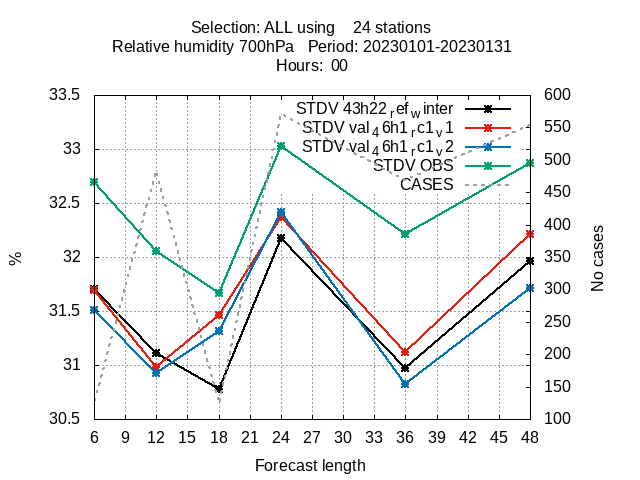 Selection: ALL using    24 stations
Relative humidity 700hPa   Period: 20230101-20230131
Hours:  00
33.5
33
32.5
32
31.5
31
30.5
%
600
550
500
450
400
350
300
250
200
150
100
No cases
STDV 43h22refwinter
STDV val46h1rc1v1
STDV val46h1rc1v2
STDV OBS
CASES
6 9 12 15 18 21 24 27 30 33 36 39 42 45 48
Forecast length